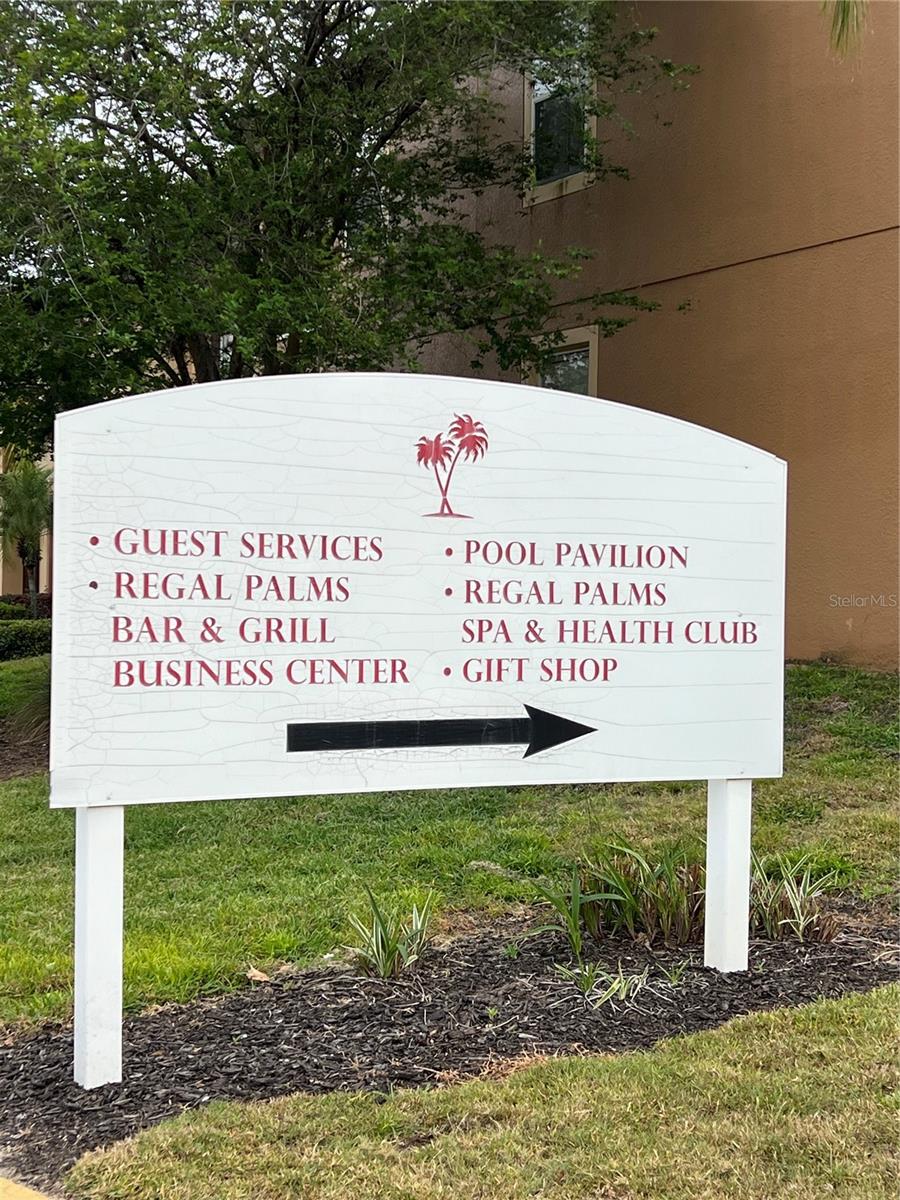 • GUEST SERVICES
• REGAL PALMS
BAR & GRILL
BUSINESS CENTER
• POOL PAVILION
• REGAL PALMS
SPA & HEALTH CLUB
• GIFT SHOP
StellarMLS